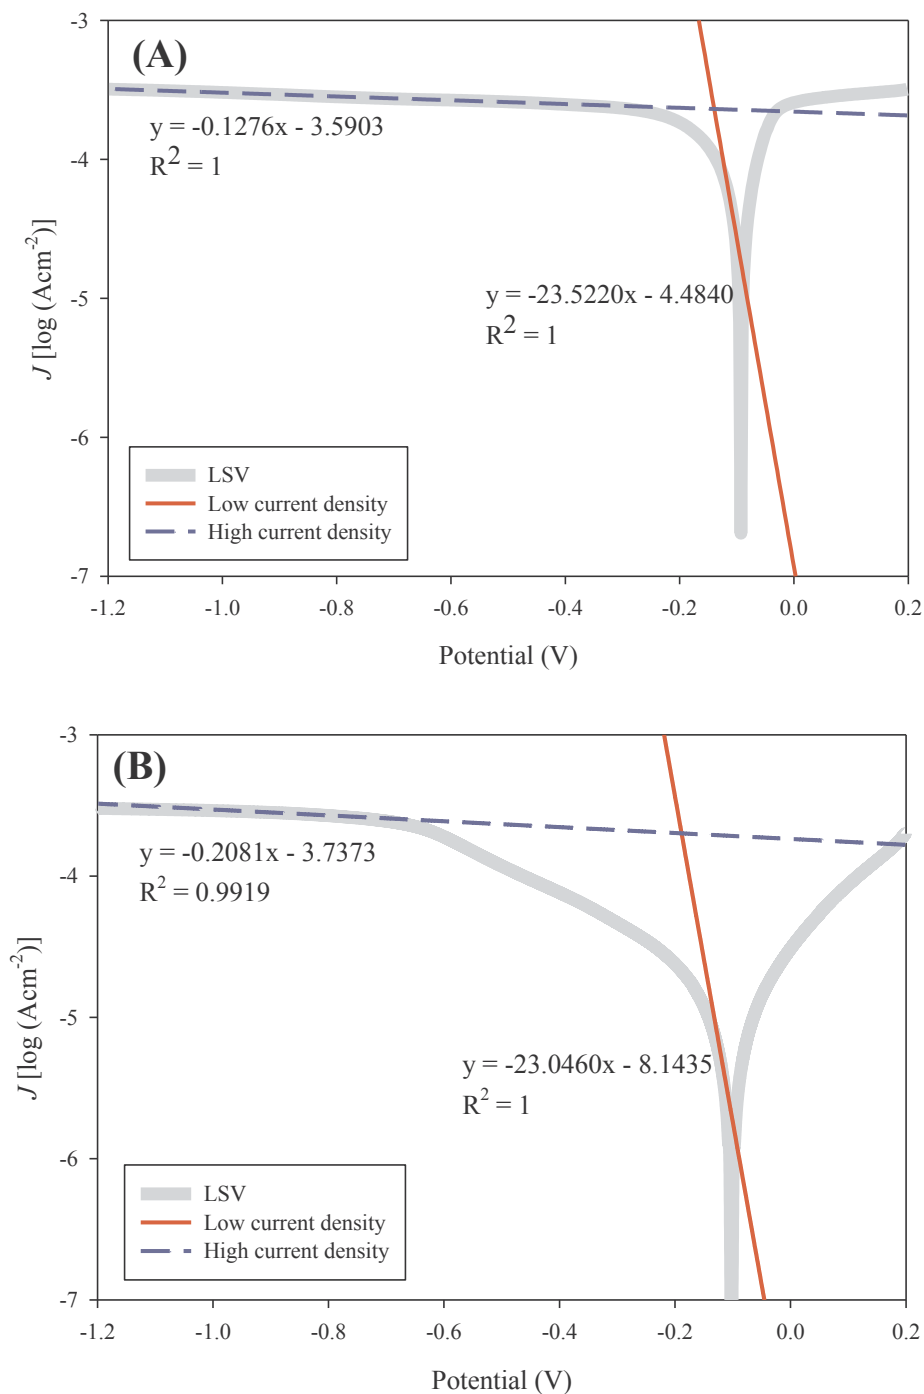 (A)
-3
-4
-5
-6
-7
J [log (Acm-2)]
y = -0.1276x - 3.5903
R2 = 1
y = -23.5220x - 4.4840
R2 = 1
LSV
Low current density
High current density
-1.2 -1.0 -0.8 -0.6 -0.4 -0.2 0.0 0.2
Potential (V)
(B)
-3
-4
-5
-6
-7
J [log (Acm-2)]
y = -0.2081x - 3.7373
R2 = 0.9919
y = -23.0460x - 8.1435
R2 = 1
LSV
Low current density
High current density
-1.2 -1.0 -0.8 -0.6 -0.4 -0.2 0.0 0.2
Potential (V)